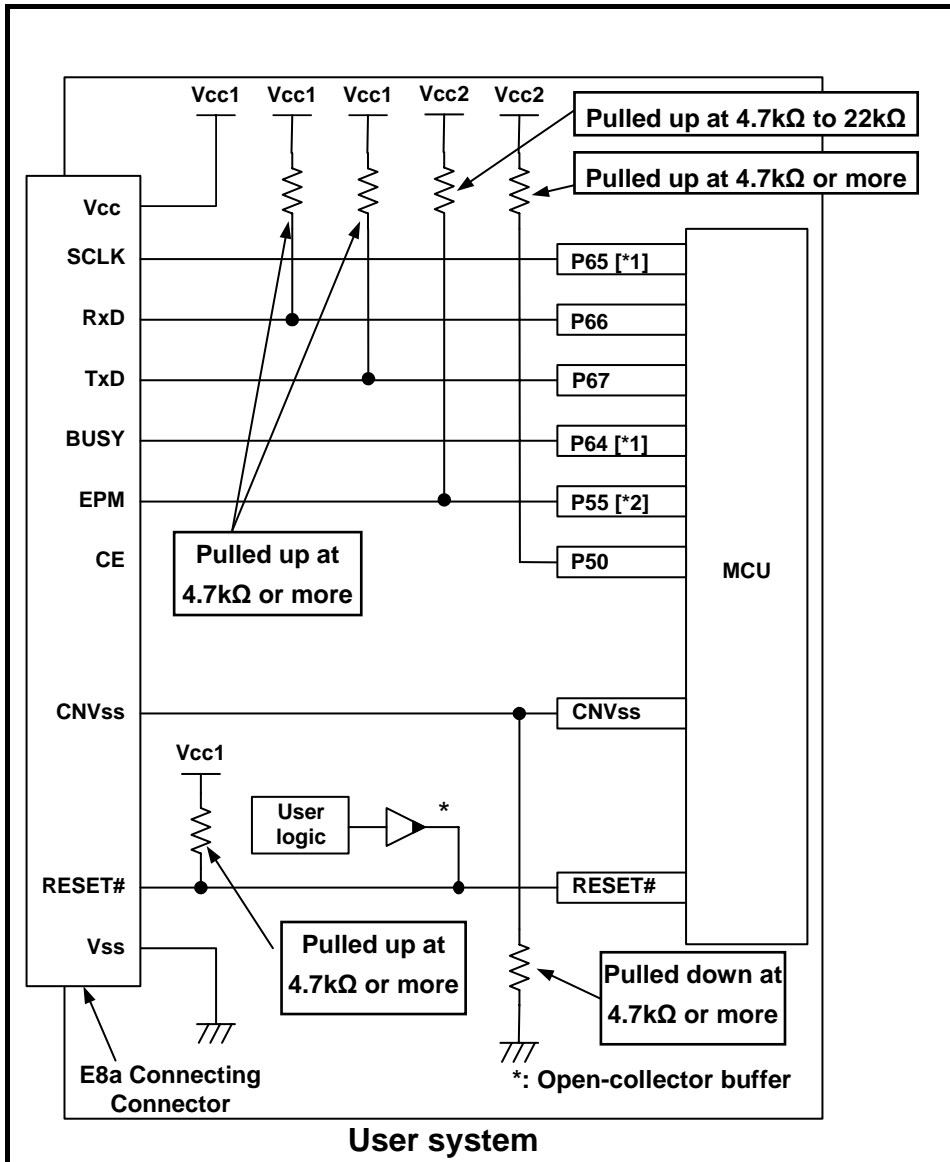 Vcc1 Vcc1 Vcc1 Vcc2 Vcc2
Pulled up at 4.7kΩ to 22kΩ
Pulled up at 4.7kΩ or more
Vcc
SCLK
P65 [*1]
RxD
P66
TxD
P67
BUSY
P64 [*1]
EPM
P55 [*2]
CE
P50
MCU
Pulled up at
4.7kΩ or more
CNVss
CNVss
Vcc1
User
logic
*
RESET#
RESET#
Vss
Pulled up at
4.7kΩ or more
Pulled down at
4.7kΩ or more
E8a Connecting
Connector
*: Open-collector buffer
User system